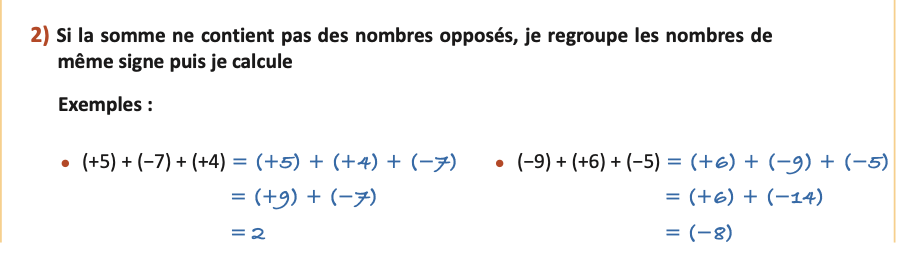 2) Si la somme ne contient pas des nombres opposés, je regroupe les nombres de
même signe puis je calcule
Exemples :
• (+5) + (−7) + (+4) = (+5) + (+4) + (−7)
= (+9) + (−7)
= 2
• (−9) + (+6) + (−5) = (+6) + (−9) + (−5)
= (+6) + (−14)
= (−8)